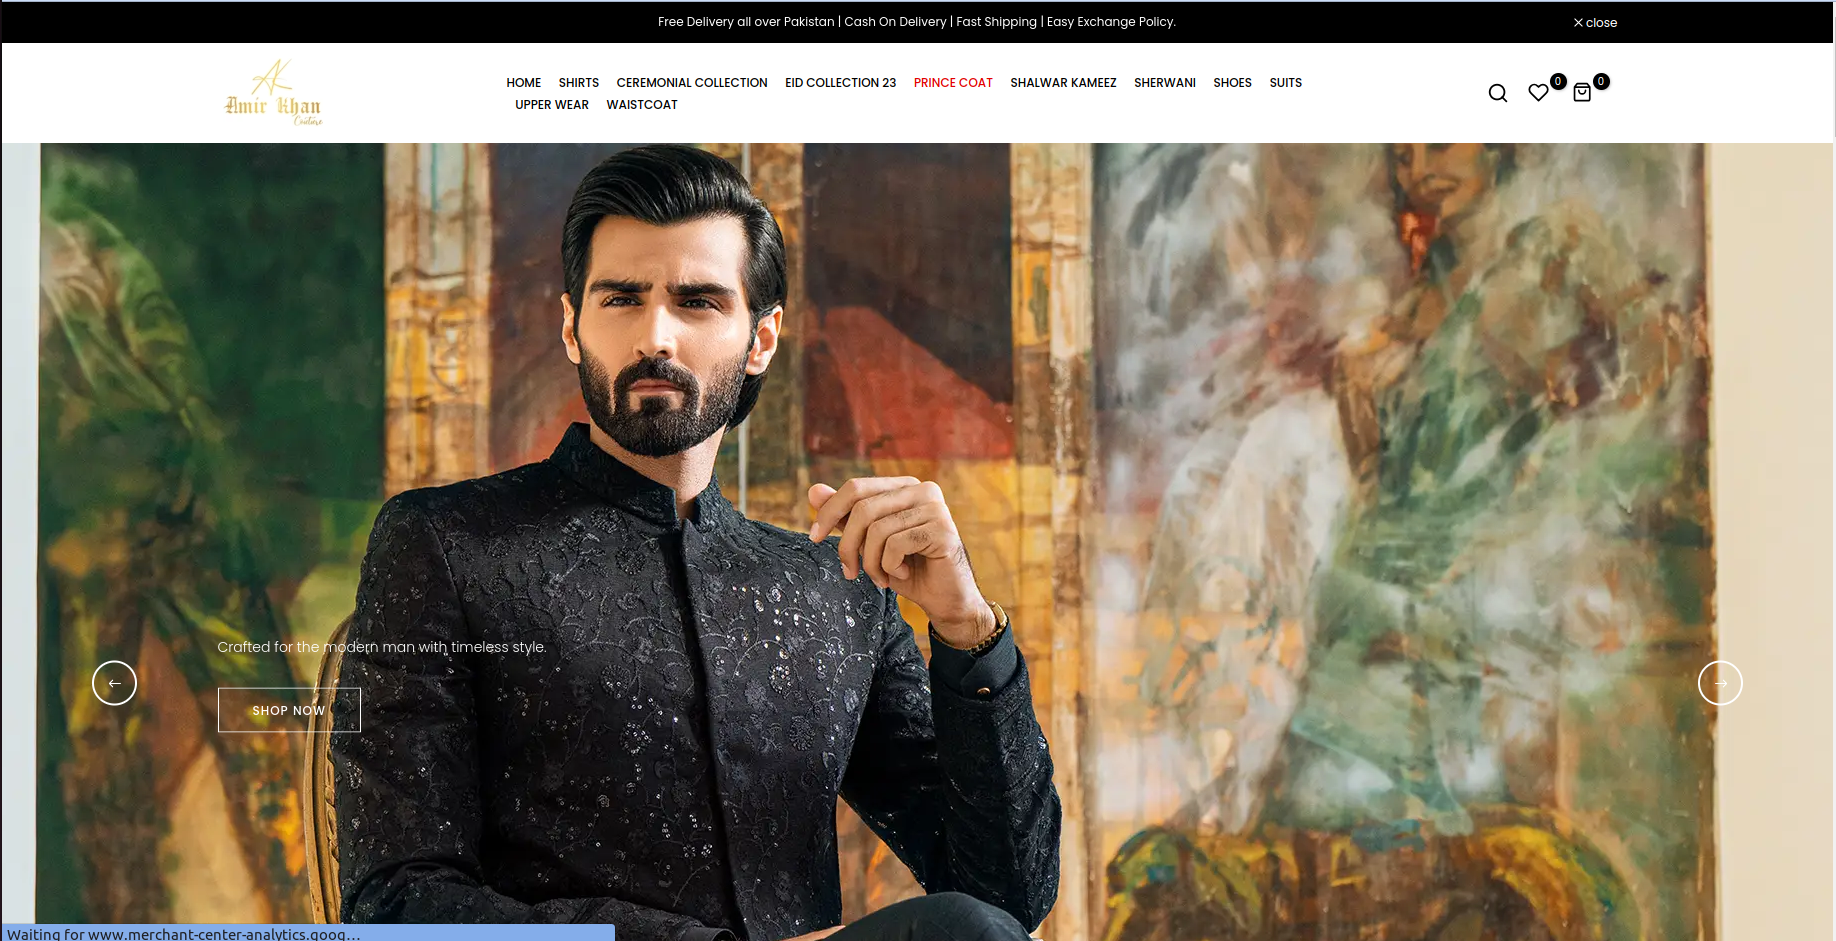 Free Delivery all over Pakistan | Cash On Delivery | Fast Shipping | Easy Exchange Policy.
close
AK
Amir Khan
Couture
HOME SHIRTS CEREMONIAL COLLECTION EID COLLECTION 23 PRINCE COAT SHALWAR KAMEEZ SHERWANI SHOES SUITS
UPPER WEAR WAISTCOAT
0 0
Crafted for the modern man with timeless style.
SHOP NOW
Waiting for www.merchant-center-analytics.goog…